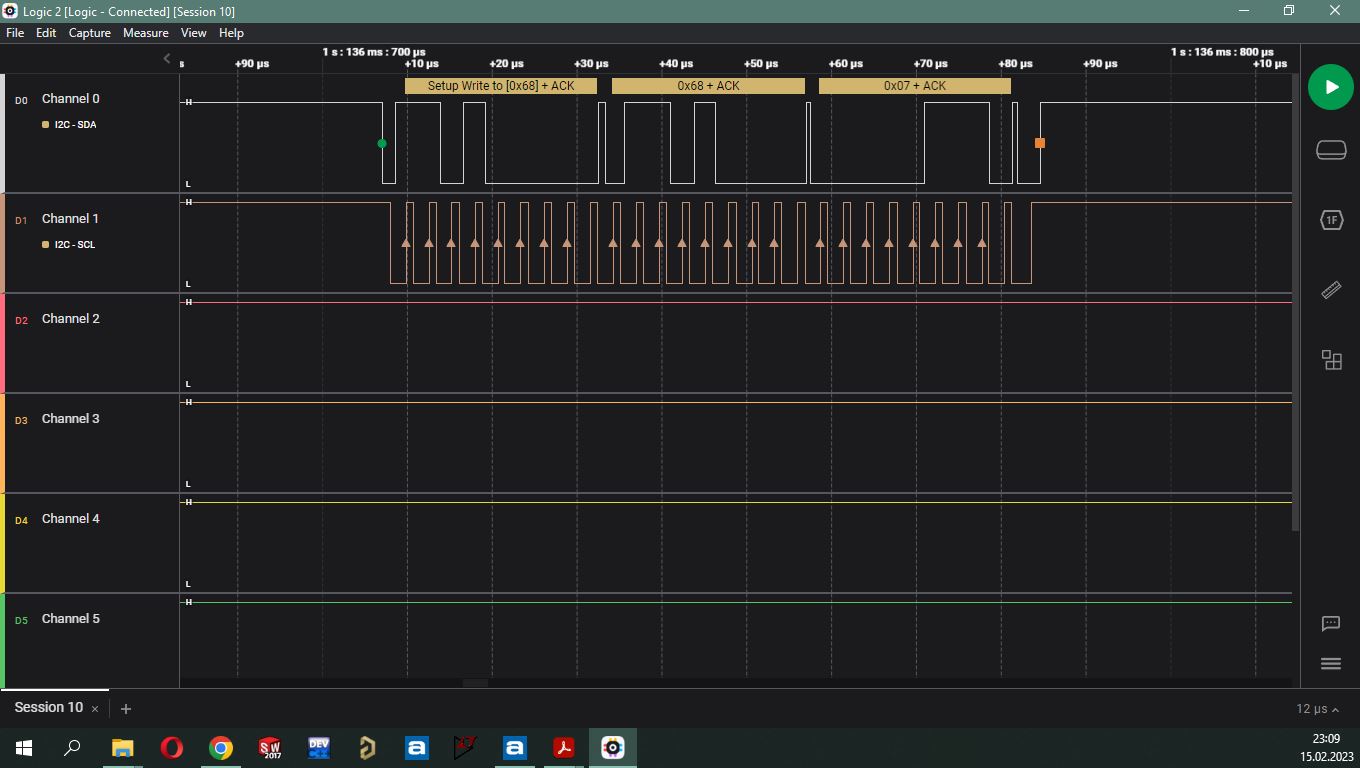 Logic 2 [Logic - Connected] [Session 10]
File Edit Capture Measure View Help
1 s : 136 ms : 700 µs 1 s : 136 ms : 800 µs
s +90 µs +10 µs +20 µs +30 µs +40 µs +50 µs +60 µs +70 µs +80 µs +90 µs +10 µs
Setup Write to [0x68] + ACK 0x68 + ACK 0x07 + ACK
D0 Channel 0 H
I2C - SDA
L
D1 Channel 1 H
I2C - SCL
L
D2 Channel 2 H
L
D3 Channel 3 H
L
D4 Channel 4 H
L
D5 Channel 5 H
1F
Session 10 × +
12 µs
SW
2017
DEV
C++
a
a
23:09
15.02.2023